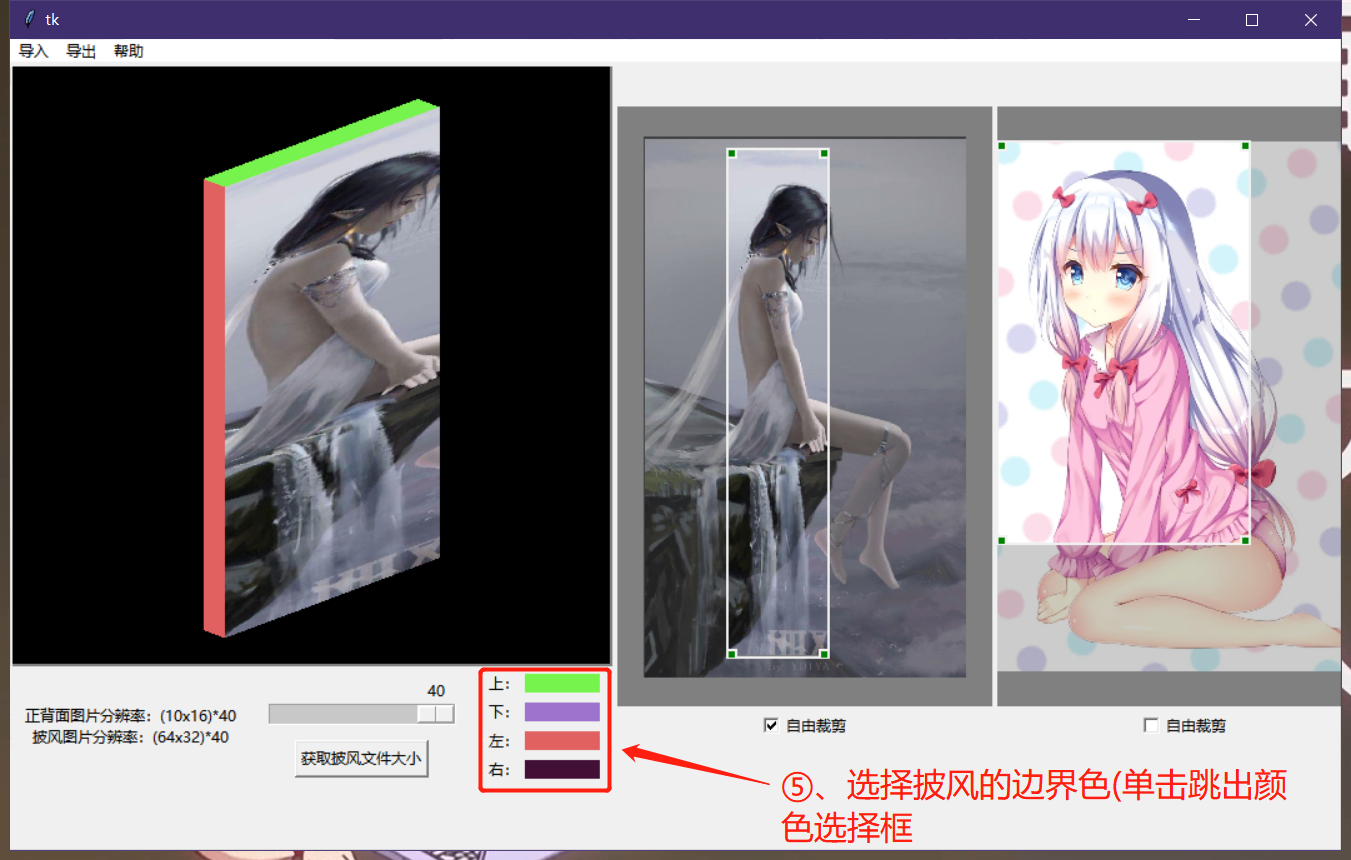 tk
导入 导出 帮助
40
正背面图片分辨率：(10x16)*40
披风图片分辨率：(64x32)*40
获取披风文件大小
上：
下：
左：
右：
自由裁剪
自由裁剪
⑤、选择披风的边界色(单击跳出颜
色选择框